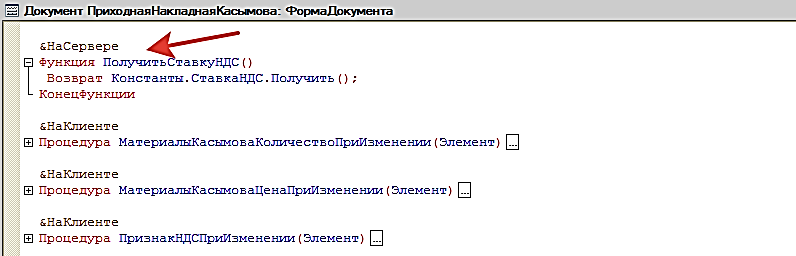 Документ ПриходнаяНакладнаяКасымова: ФормаДокумента
&НаСервере
Функция ПолучитьСтавкуНДС()
Возврат Константы.СтавкаНДС.Получить();
КонецФункции
&НаКлиенте
Процедура МатериалыКасымоваКоличествоПриИзменении(Элемент) ...
&НаКлиенте
Процедура МатериалыКасымоваЦенаПриИзменении(Элемент) ...
&НаКлиенте
Процедура ПризнакНДСПриИзменении(Элемент) ...